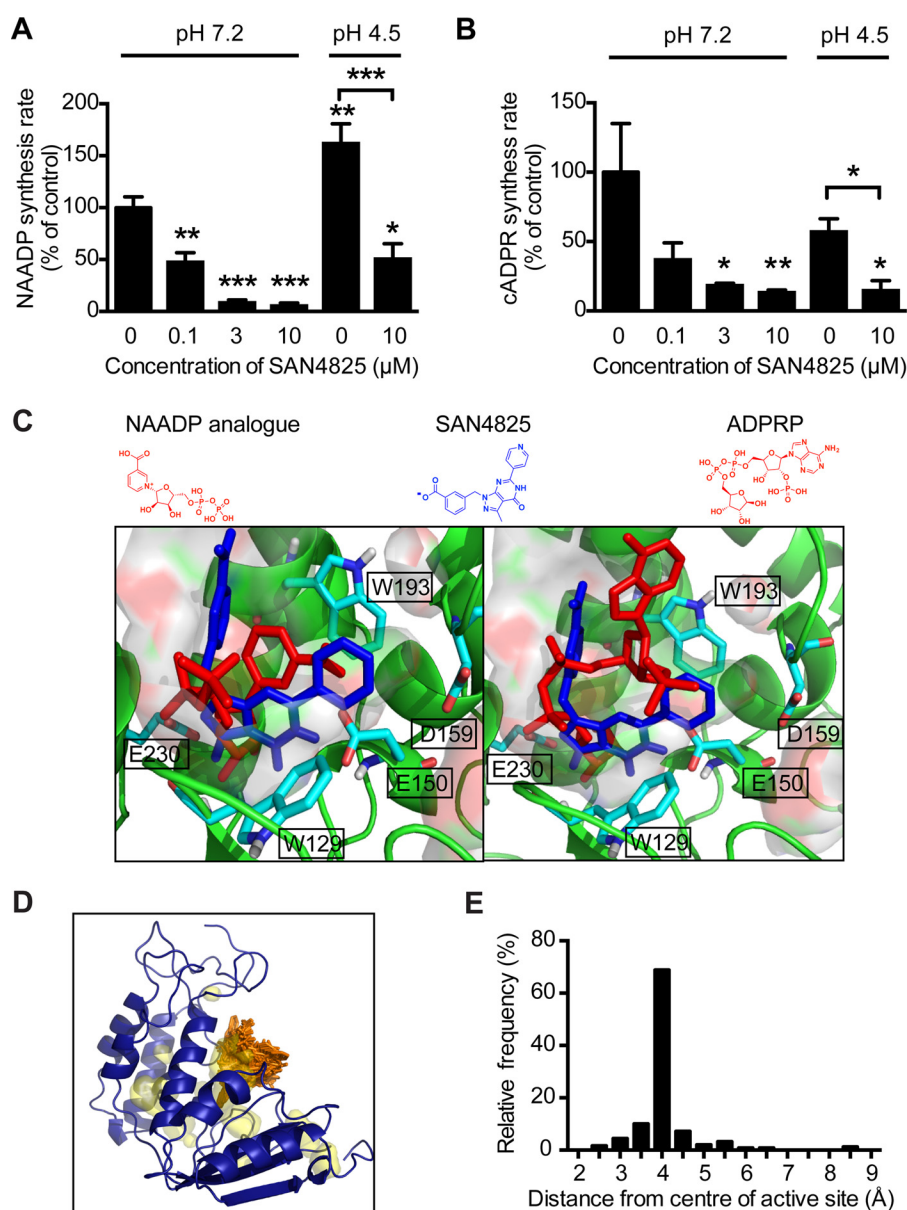 A
pH 7.2
pH 4.5
NAADP synthesis rate
(% of control)
200
150
100
50
0
**
***
***
**
***
*
0
0.1
3
10
0
10
Concentration of SAN4825 (µM)
B
pH 7.2
pH 4.5
cADPR synthess rate
(% of control)
150
100
50
0
*
**
*
*
0
0.1
3
10
0
10
Concentration of SAN4825 (µM)
C
NAADP analogue
SAN4825
ADPRP
W193
D159
E230
E150
W129
W193
D159
E230
E150
W129
D
E
Relative frequency (%)
80
60
40
20
0
2
3
4
5
6
7
8
9
Distance from centre of active site (Å)